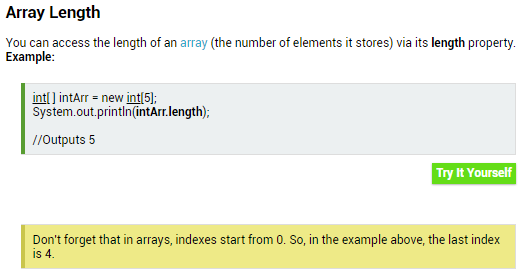 Array Length
You can access the length of an array (the number of elements it stores) via its length property.
Example:
int[ ] intArr = new int[5];
System.out.println(intArr.length);
//Outputs 5
Try It Yourself
Don't forget that in arrays, indexes start from 0. So, in the example above, the last index
is 4.